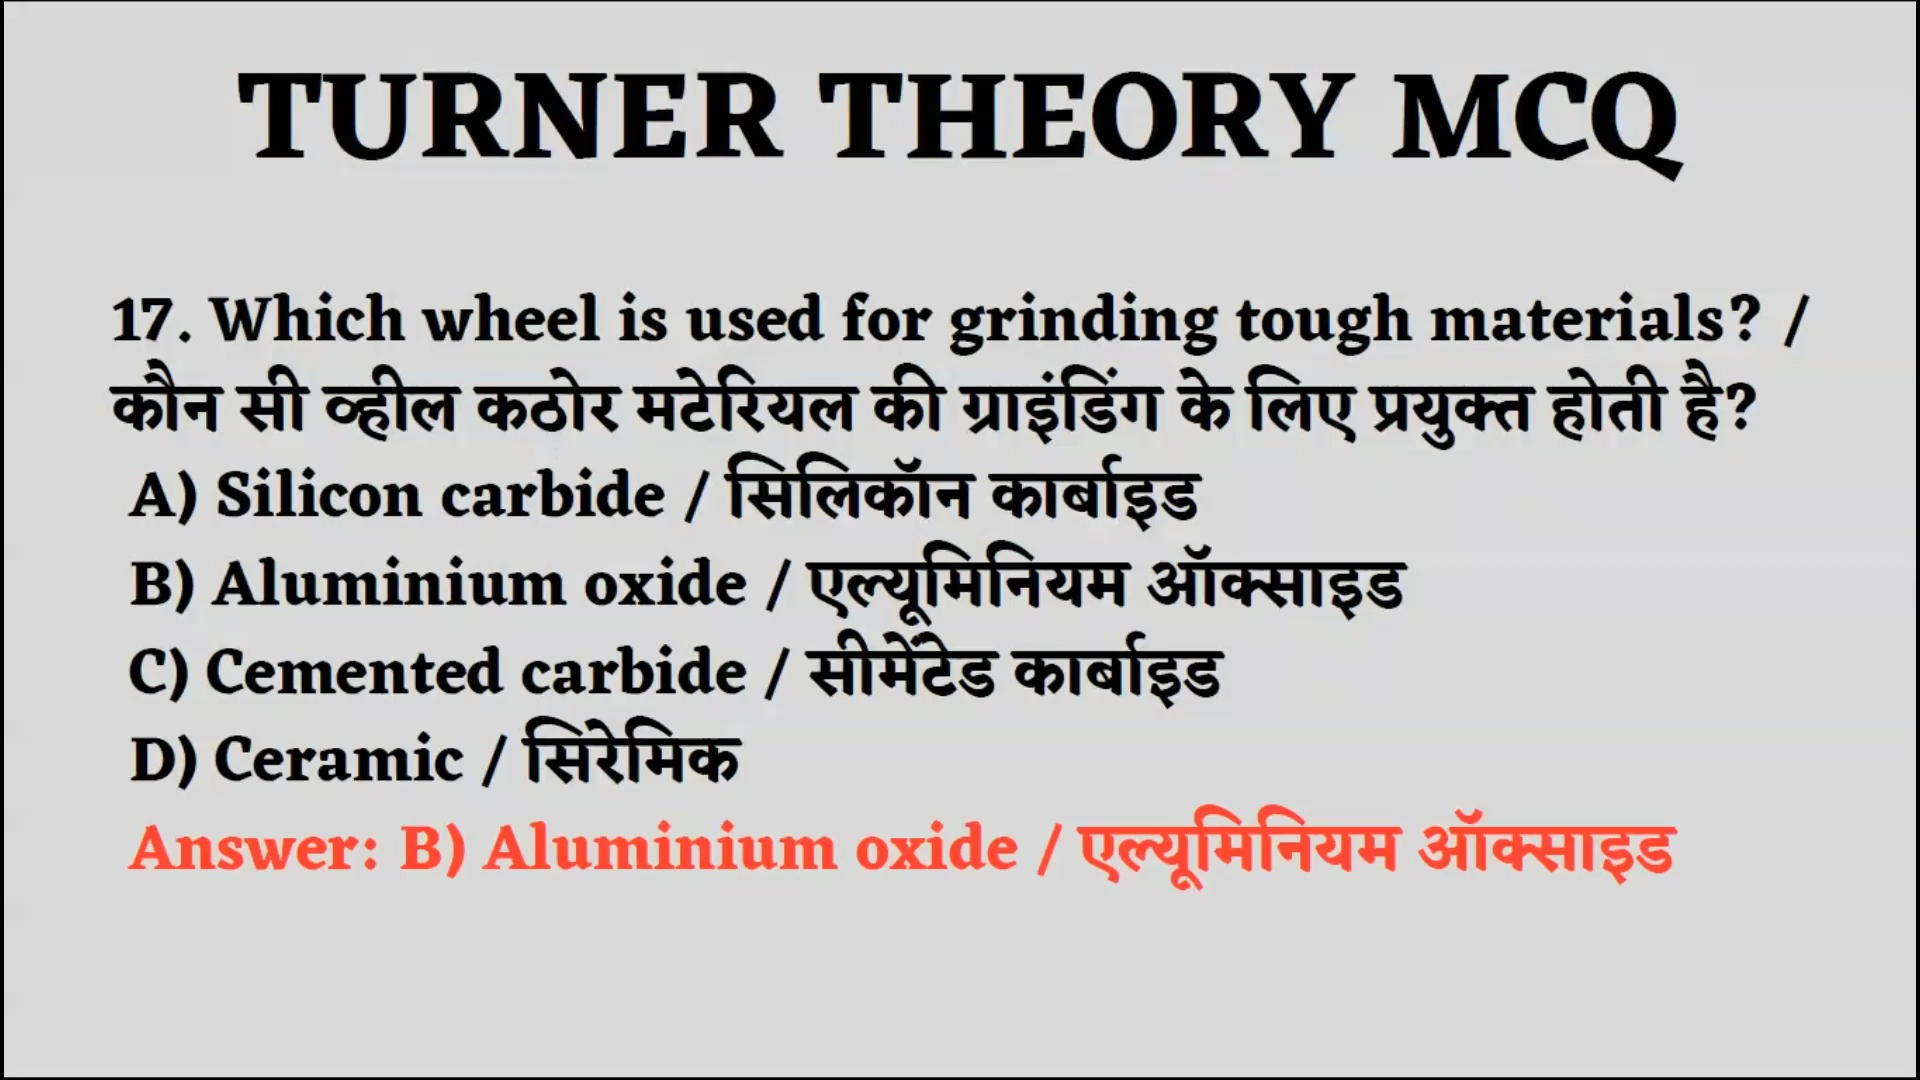 TURNER THEORY MCQ
17. Which wheel is used for grinding tough materials? /
कौन सी व्हील कठोर मटेरियल की ग्राइंडिंग के लिए प्रयुक्त होती है?
A) Silicon carbide / सिलिकॉन कार्बाइड
B) Aluminium oxide / एल्यूमिनियम ऑक्साइड
C) Cemented carbide / सीमेंटेड कार्बाइड
D) Ceramic / सिरेमिक
Answer: B) Aluminium oxide / एल्यूमिनियम ऑक्साइड